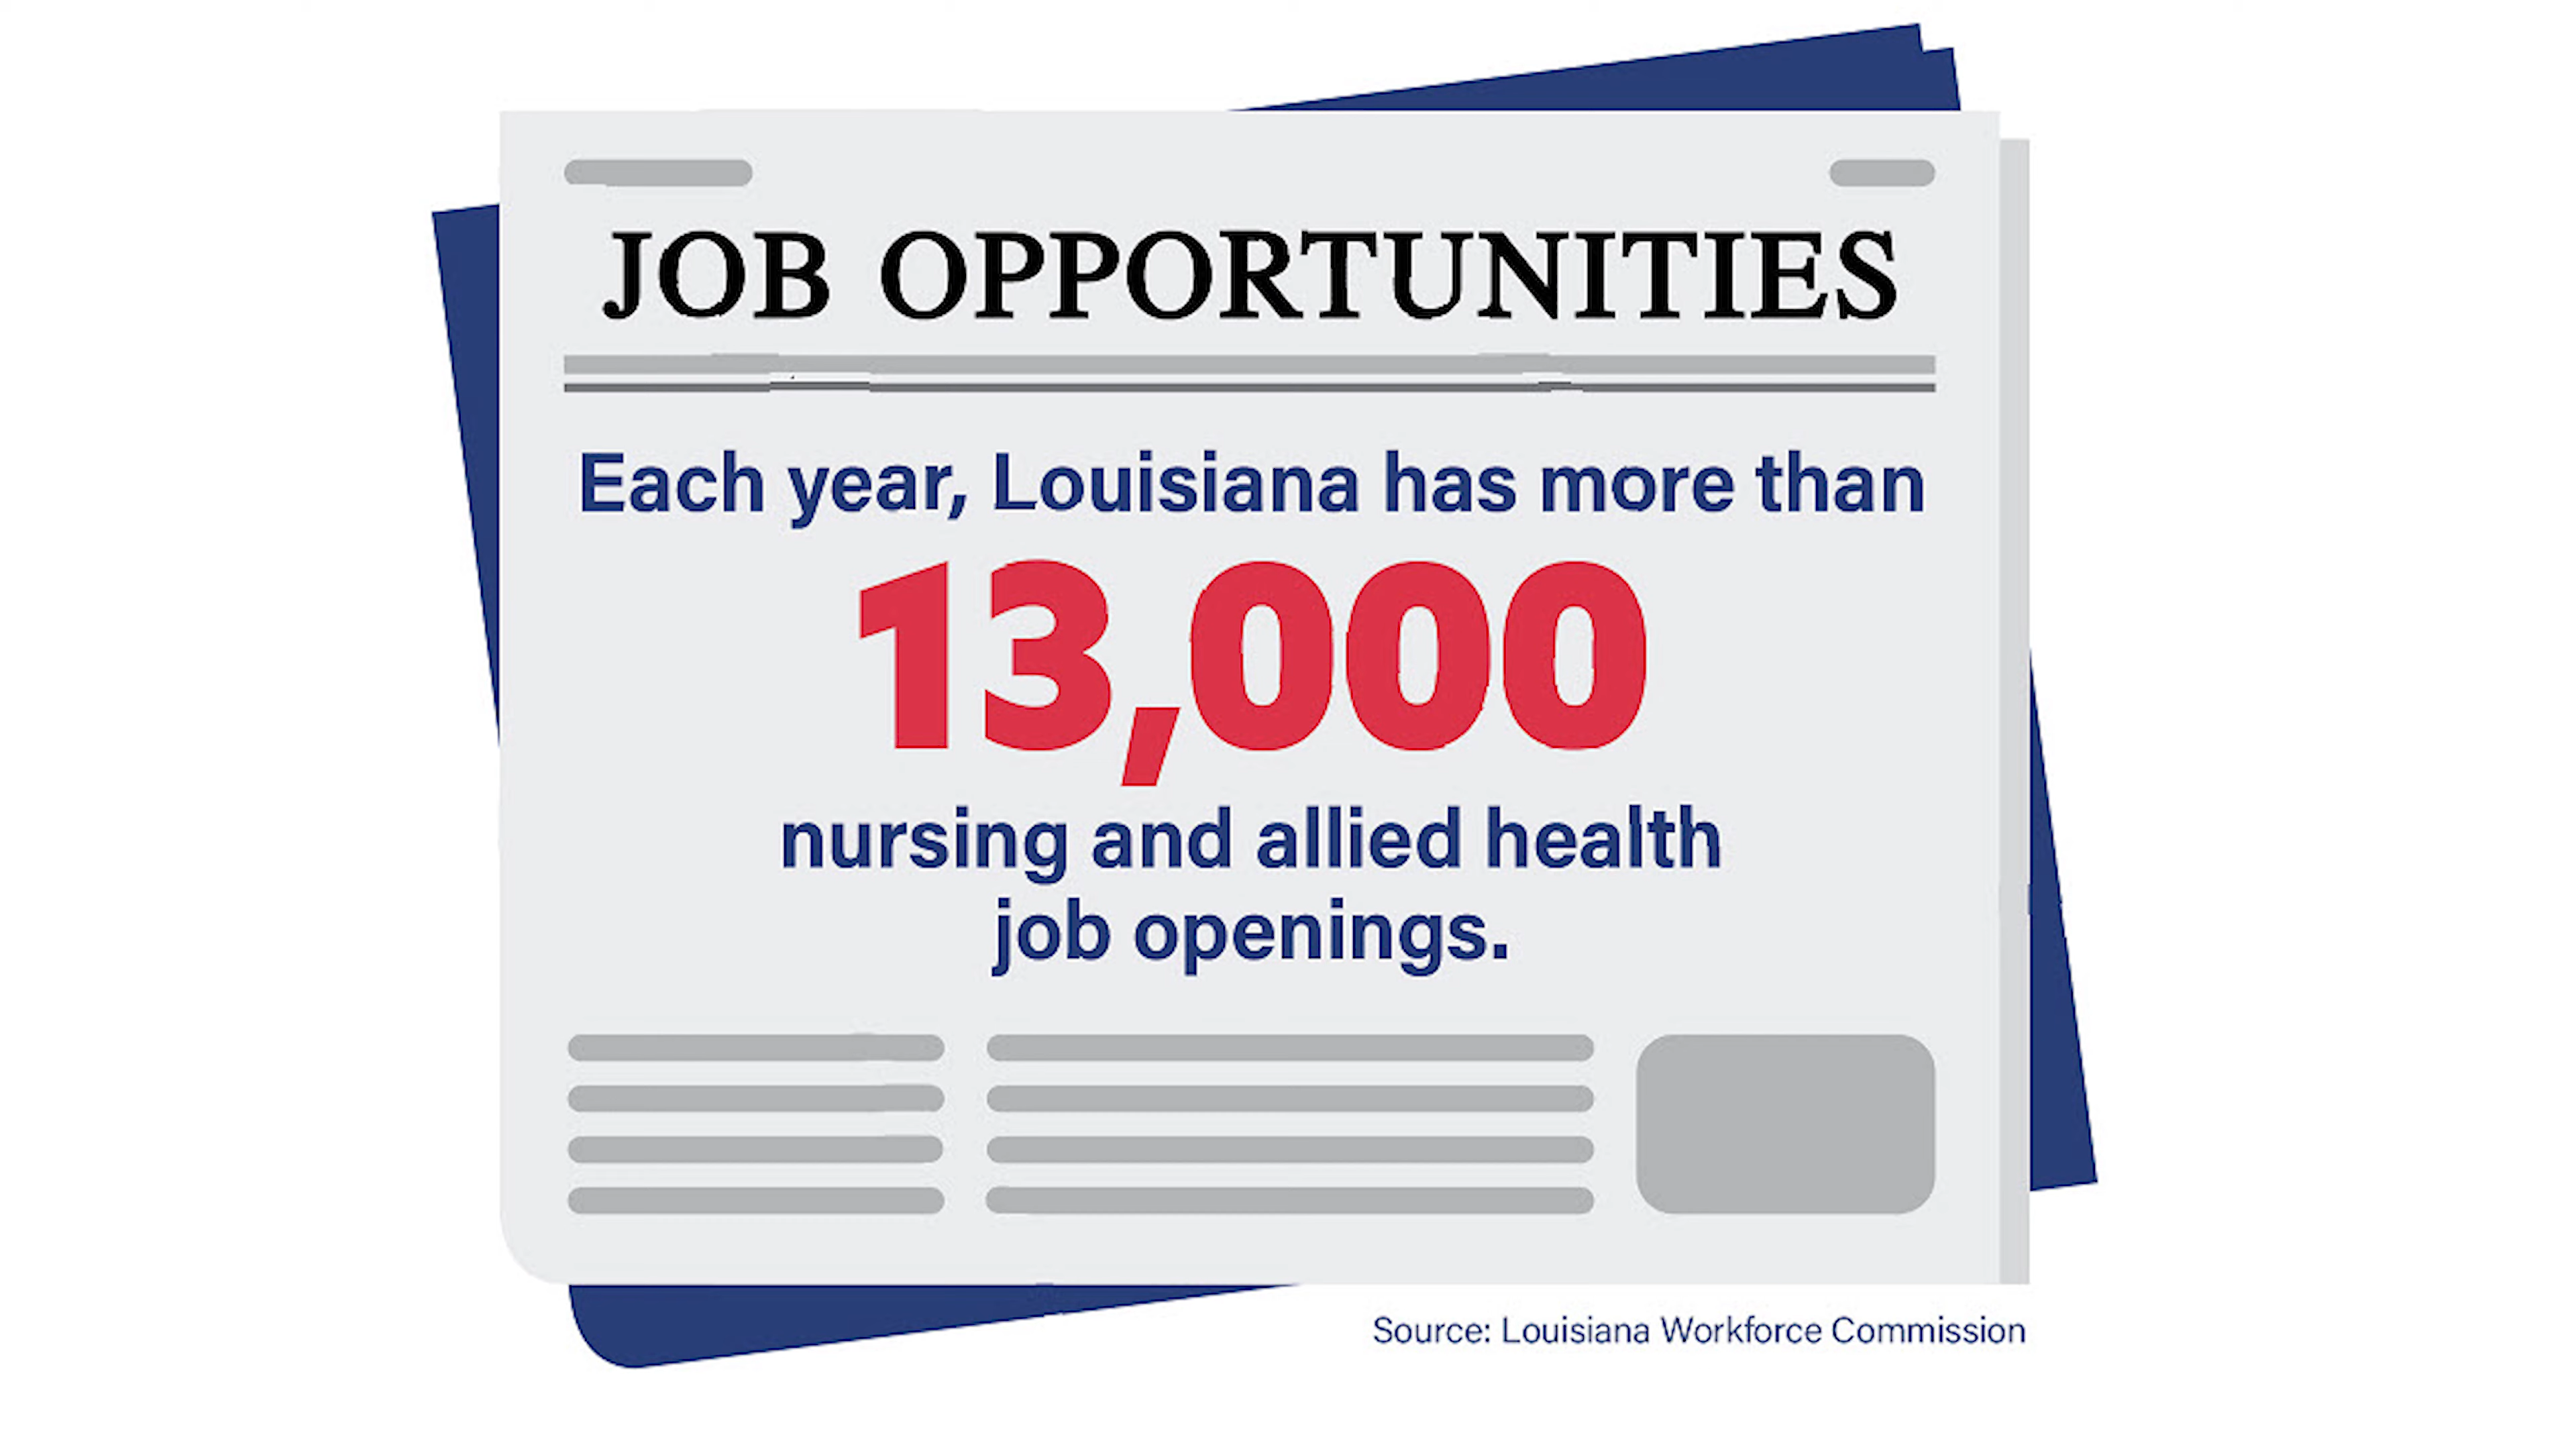 JOB OPPORTUNITIES
Each year, Louisiana has more than
13,000
nursing and allied health
job openings.
Source: Louisiana Workforce Commission